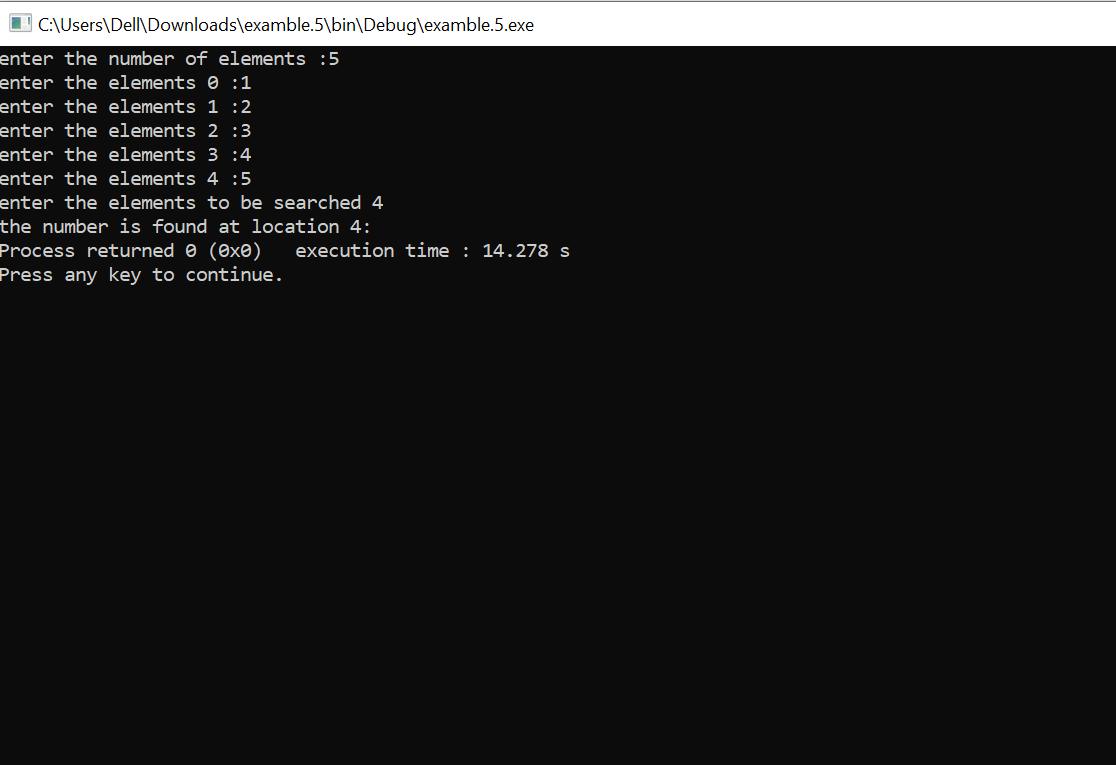 C:\Users\Dell\Downloads\examble.5\bin\Debug\examble.5.exe
enter the number of elements :5
enter the elements 0 :1
enter the elements 1 :2
enter the elements 2 :3
enter the elements 3 :4
enter the elements 4 :5
enter the elements to be searched 4
the number is found at location 4:
Process returned 0 (0x0)   execution time : 14.278 s
Press any key to continue.